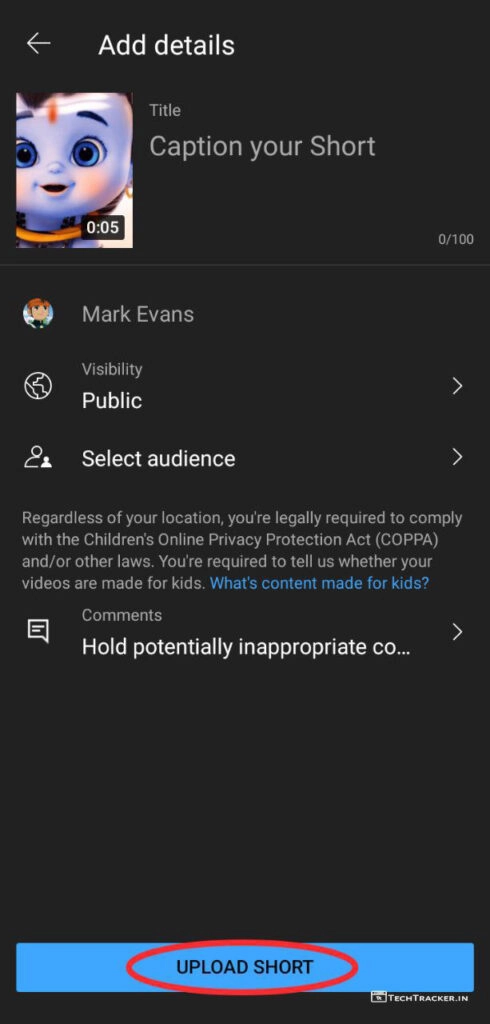 Add details
Title
Caption your Short
0:05
0/100
Mark Evans
Visibility
Public
Select audience
Regardless of your location, you're legally required to comply
with the Children's Online Privacy Protection Act (COPPA)
and/or other laws. You're required to tell us whether your
videos are made for kids. What's content made for kids?
Comments
Hold potentially inappropriate co...
UPLOAD SHORT
TECHTRACKER.IN